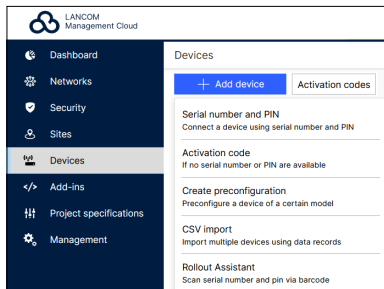 LANCOM
Management Cloud
Dashboard
Networks
Security
Sites
Devices
Add-ins
Project specifications
Management
Devices
+ Add device
Activation codes
Serial number and PIN
Connect a device using serial number and PIN
Activation code
If no serial number or PIN are available
Create preconfiguration
Preconfigure a device of a certain model
CSV import
Import multiple devices using data records
Rollout Assistant
Scan serial number and pin via barcode